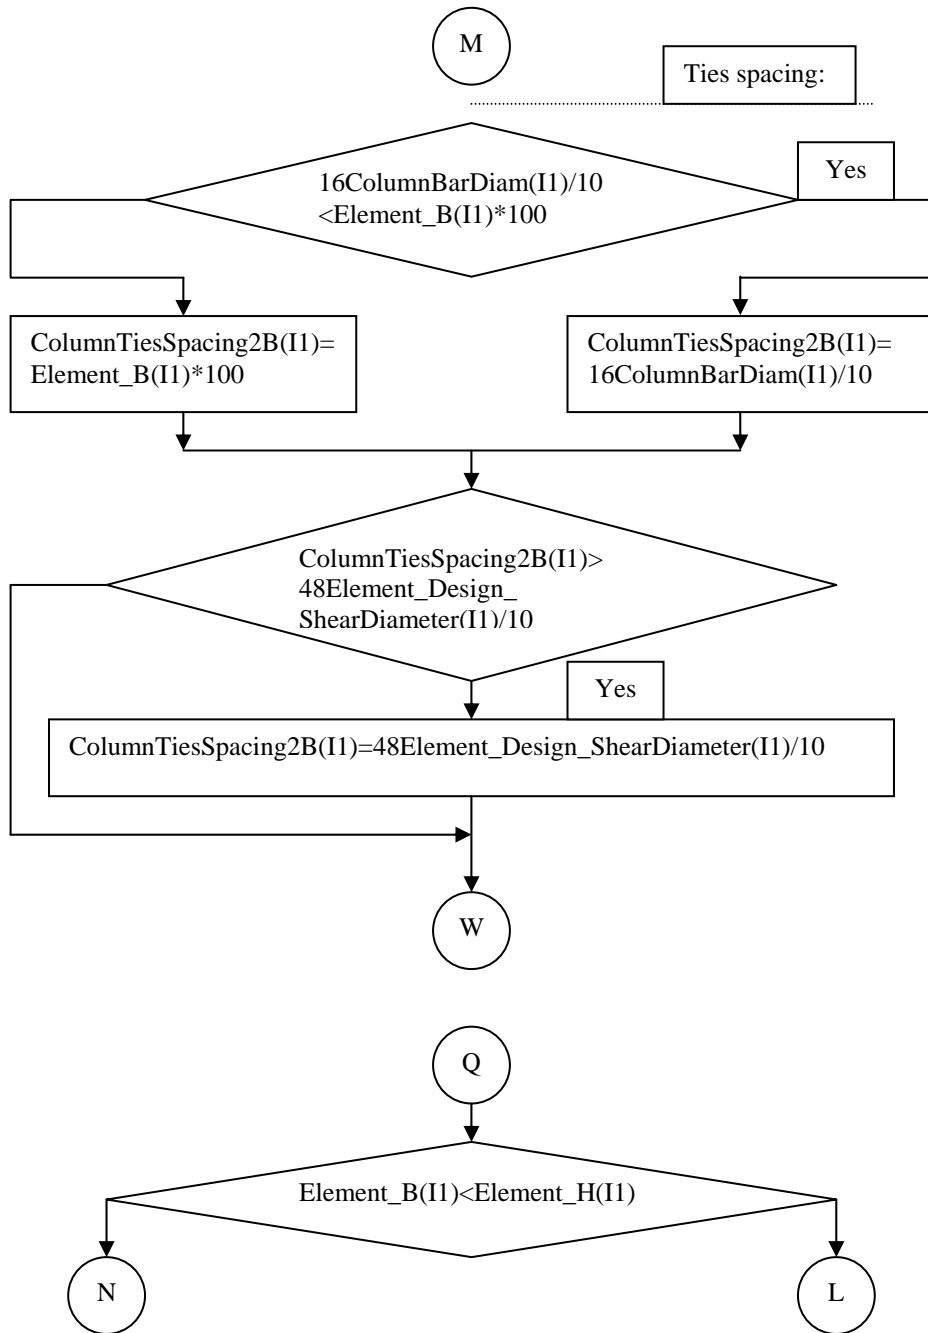 M
Ties spacing:
16ColumnBarDiam(I1)/10
<Element_B(I1)*100
Yes
ColumnTiesSpacing2B(I1)=
Element_B(I1)*100
ColumnTiesSpacing2B(I1)=
16ColumnBarDiam(I1)/10
ColumnTiesSpacing2B(I1)>
48Element_Design_
ShearDiameter(I1)/10
Yes
ColumnTiesSpacing2B(I1)=48Element_Design_ShearDiameter(I1)/10
W
Q
Element_B(I1)<Element_H(I1)
N
L